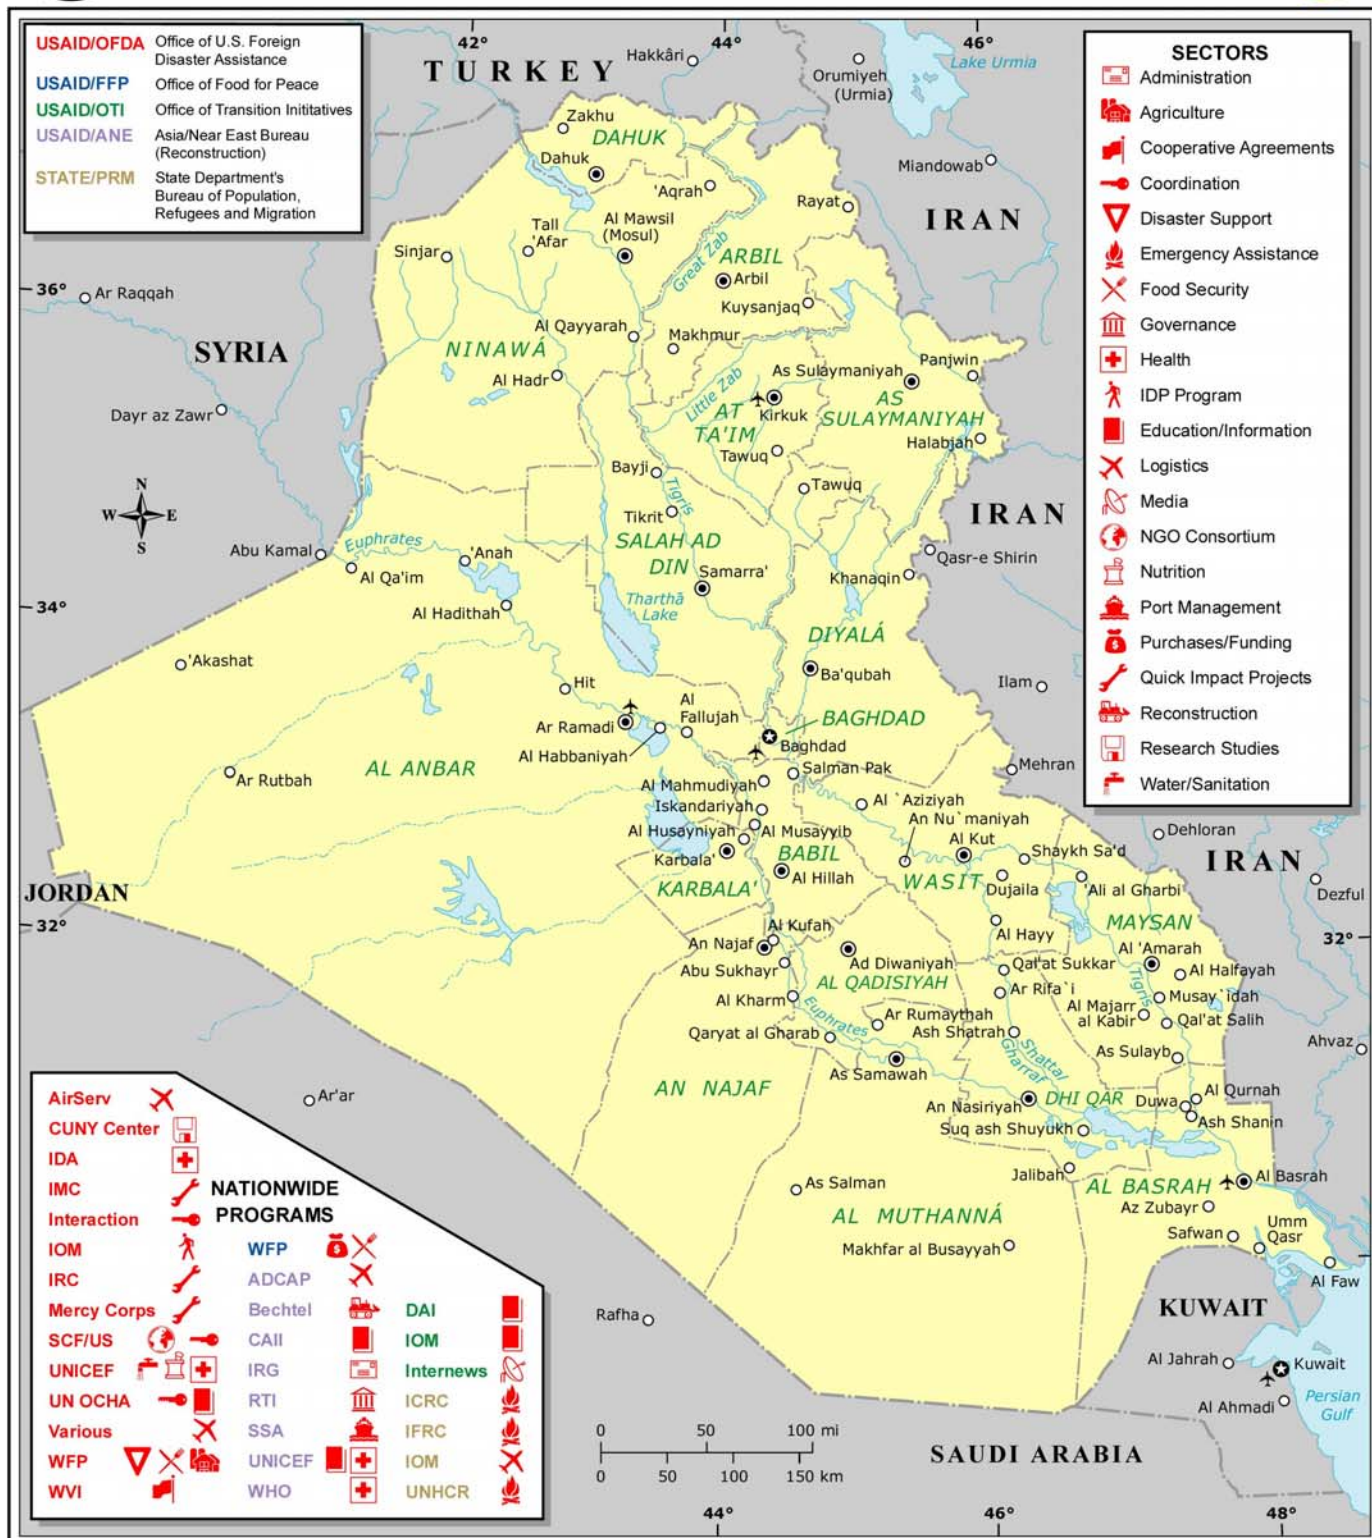 USAID/OFDA Office of U.S. Foreign
Disaster Assistance
USAID/FFP Office of Food for Peace
USAID/OTI Office of Transition Inititatives
USAID/ANE Asia/Near East Bureau
(Reconstruction)
STATE/PRM State Department's
Bureau of Population,
Refugees and Migration
42°
44°
46°
SECTORS
Administration
Agriculture
Cooperative Agreements
Coordination
Disaster Support
Emergency Assistance
Food Security
Governance
Health
IDP Program
Education/Information
Logistics
Media
NGO Consortium
Nutrition
Port Management
Purchases/Funding
Quick Impact Projects
Reconstruction
Research Studies
Water/Sanitation
TURKEY
Hakkâri
Orumiyeh
(Urmia)
Lake Urmia
Miandowab
Zakhu
DAHUK
Dahuk
'Aqrah
Rayat
IRAN
Tall
'Afar
Al Mawsil
(Mosul)
Sinjar
Great Zab
ARBIL
Arbil
Kuysanjaq
36°
Ar Raqqah
SYRIA
Al Qayyarah
Makhmur
NINAWÁ
Al Hadr
Little Zab
As Sulaymaniyah
Panjwin
Dayr az Zawr
AT
TA'IM
Kirkuk
AS
SULAYMANIYAH
Halabjah
Tawuq
Bayji
Tigris
Tawuq
Tikrit
N
W E
S
IRAN
SALAH AD
DIN
Abu Kamal
Euphrates
'Anah
Al Qa'im
Samarra'
Khanaqin
Qasr-e Shirin
34°
Al Hadithah
Tharthā
Lake
DIYALÁ
'Akashat
Ba'qubah
Hit
Ilam
Al
Fallujah
Ar Ramadi
BAGHDAD
Baghdad
Al Habbaniyah
Salman Pak
Mehran
Ar Rutbah
AL ANBAR
Al Mahmudiyah
Iskandariyah
Al `Aziziyah
An Nu`maniyah
Al Husayniyah
Al Musayyib
Al Kut
Shaykh Sa'd
Dehloran
Karbala'
BABIL
Al Hillah
WASIT
Dujaila
'Ali al Gharbi
IRAN
Dezful
JORDAN
KARBALA'
MAYSAN
32°
32°
Al Kufah
An Najaf
Al Hayy
Al 'Amarah
Abu Sukhayr
Ad Diwaniyah
Qal'at Sukkar
Al Halfayah
AL QADISIYAH
Tigris
Al Kharm
Ar Rifa`i
Musay`idah
Al Majarr
al Kabir
Qal'at Salih
Euphrates
Ar Rumaythah
Qaryat al Gharab
Ash Shatrah
Shattal
Gharraf
As Sulayb
Ahvaz
As Samawah
AN NAJAF
Ar'ar
An Nasiriyah
DHI QAR
Duwa
Al Qurnah
Ash Shanin
Suq ash Shuyukh
Jalibah
As Salman
AL BASRAH
Al Basrah
Az Zubayr
AL MUTHANNÁ
Safwan
Umm
Qasr
Makhfar al Busayyah
Al Faw
KUWAIT
Rafha
Al Jahrah
Kuwait
Al Ahmadi
Persian
Gulf
SAUDI ARABIA
0 50 100 mi
0 50 100 150 km
44°
46°
48°
NATIONWIDE
PROGRAMS
AirServ
CUNY Center
IDA
IMC
Interaction
IOM
IRC
Mercy Corps
SCF/US
UNICEF
UN OCHA
Various
WFP
WVI
WFP
ADCAP
Bechtel
CAII
IRG
RTI
SSA
UNICEF
WHO
DAI
IOM
Internews
ICRC
IFRC
IOM
UNHCR